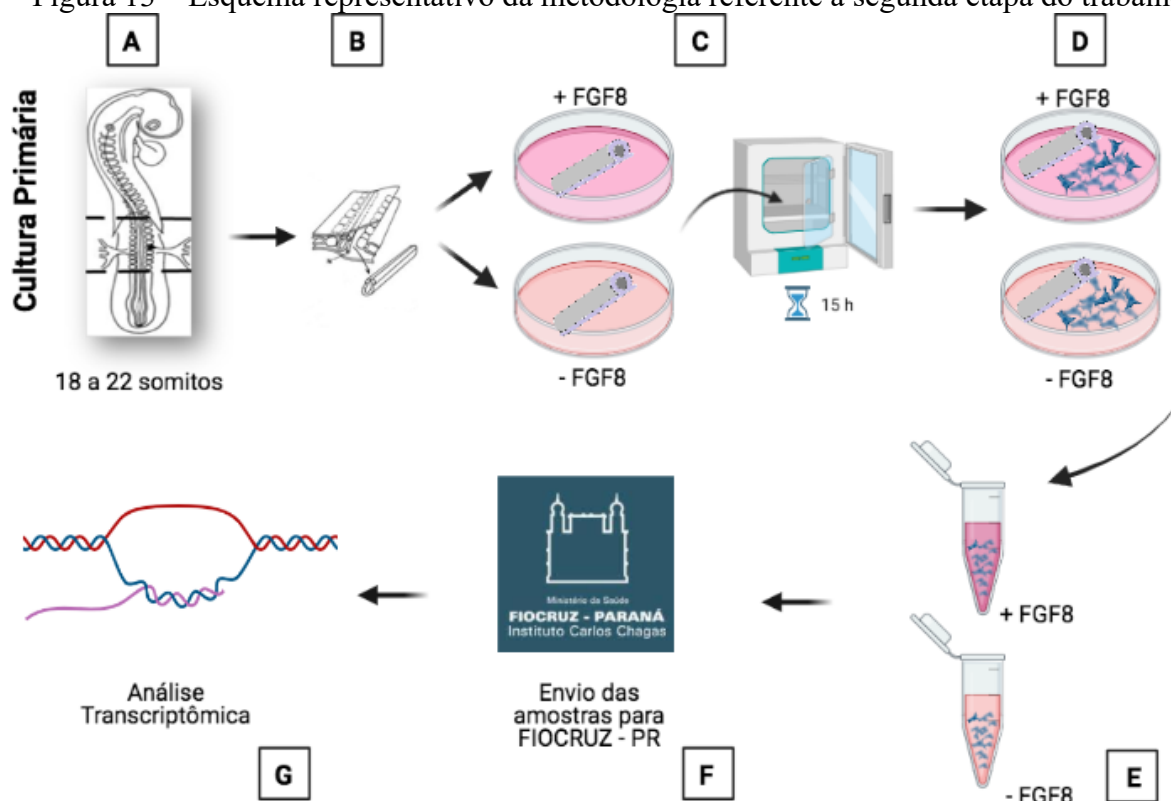 Figura 15 – Esquema representativo da metodologia referente à segunda etapa do trabalh
A
B
C
D
Cultura Primária
18 a 22 somitos
+ FGF8
- FGF8
15 h
+ FGF8
- FGF8
+ FGF8
- FGF8
E
Ministério da Saúde
FIOCRUZ - PARANÁ
Instituto Carlos Chagas
Envio das
amostras para
FIOCRUZ - PR
F
Análise
Transcriptômica
G